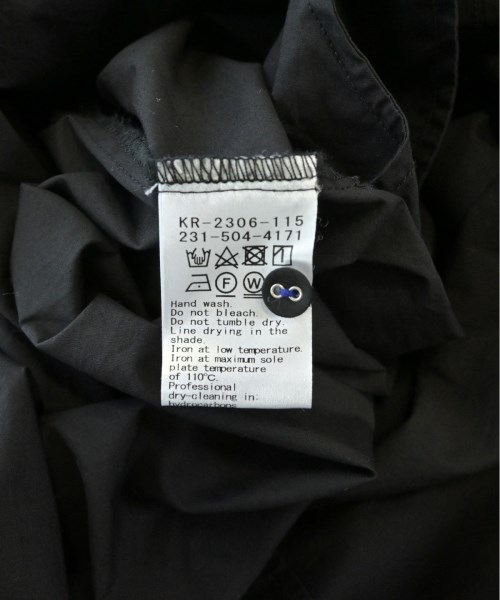 KR-2306-115
231-504-4171
F W
Hand wash.
Do not bleach.
Do not tumble dry.
Line drying in the
shade.
Iron at low temperature.
Iron at maximum sole
plate temperature
of 110℃.
Professional
dry-cleaning in:
hydrocarbons